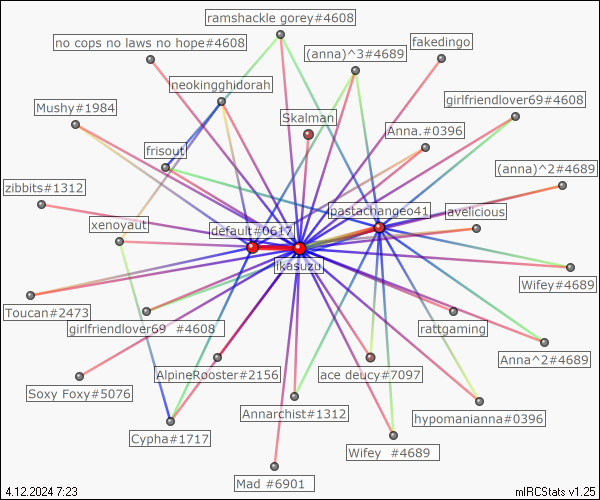 ramshackle gorey#4608
no cops no laws no hope#4608
(anna)^3#4689
fakedingo
neokingghidorah
girlfriendlover69#4608
Mushy#1984
Skalman
Anna.#0396
frisout
(anna)^2#4689
zibbits#1312
pastachangeo41
xenoyaut
default#0617
avelicious
ikasuzu
Wifey#4689
Toucan#2473
girlfriendlover69  #4608
rattgaming
Anna^2#4689
AlpineRooster#2156
ace deucy#7097
Soxy Foxy#5076
Annarchist#1312
hypomanianna#0396
Cypha#1717
Wifey  #4689
Mad #6901
4.12.2024 7:23
mIRCStats v1.25